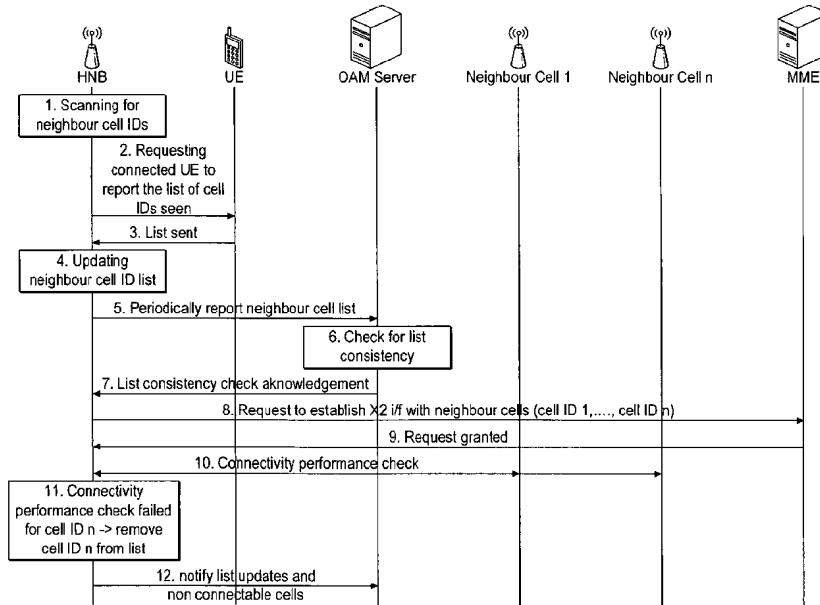 HNB
UE
OAM Server
Neighbour Cell 1
Neighbour Cell n
MME
1. Scanning for
neighbour cell IDs
2. Requesting
connected UE to
report the list of cell
IDs seen
3. List sent
4. Updating
neighbour cell ID list
5. Periodically report neighbour cell list
6. Check for list
consistency
7. List consistency check aknowledgement
8. Request to establish X2 i/f with neighbour cells (cell ID 1,...., cell ID n)
9. Request granted
10. Connectivity performance check
11. Connectivity
performance check failed
for cell ID n -> remove
cell ID n from list
12. notify list updates and
non connectable cells